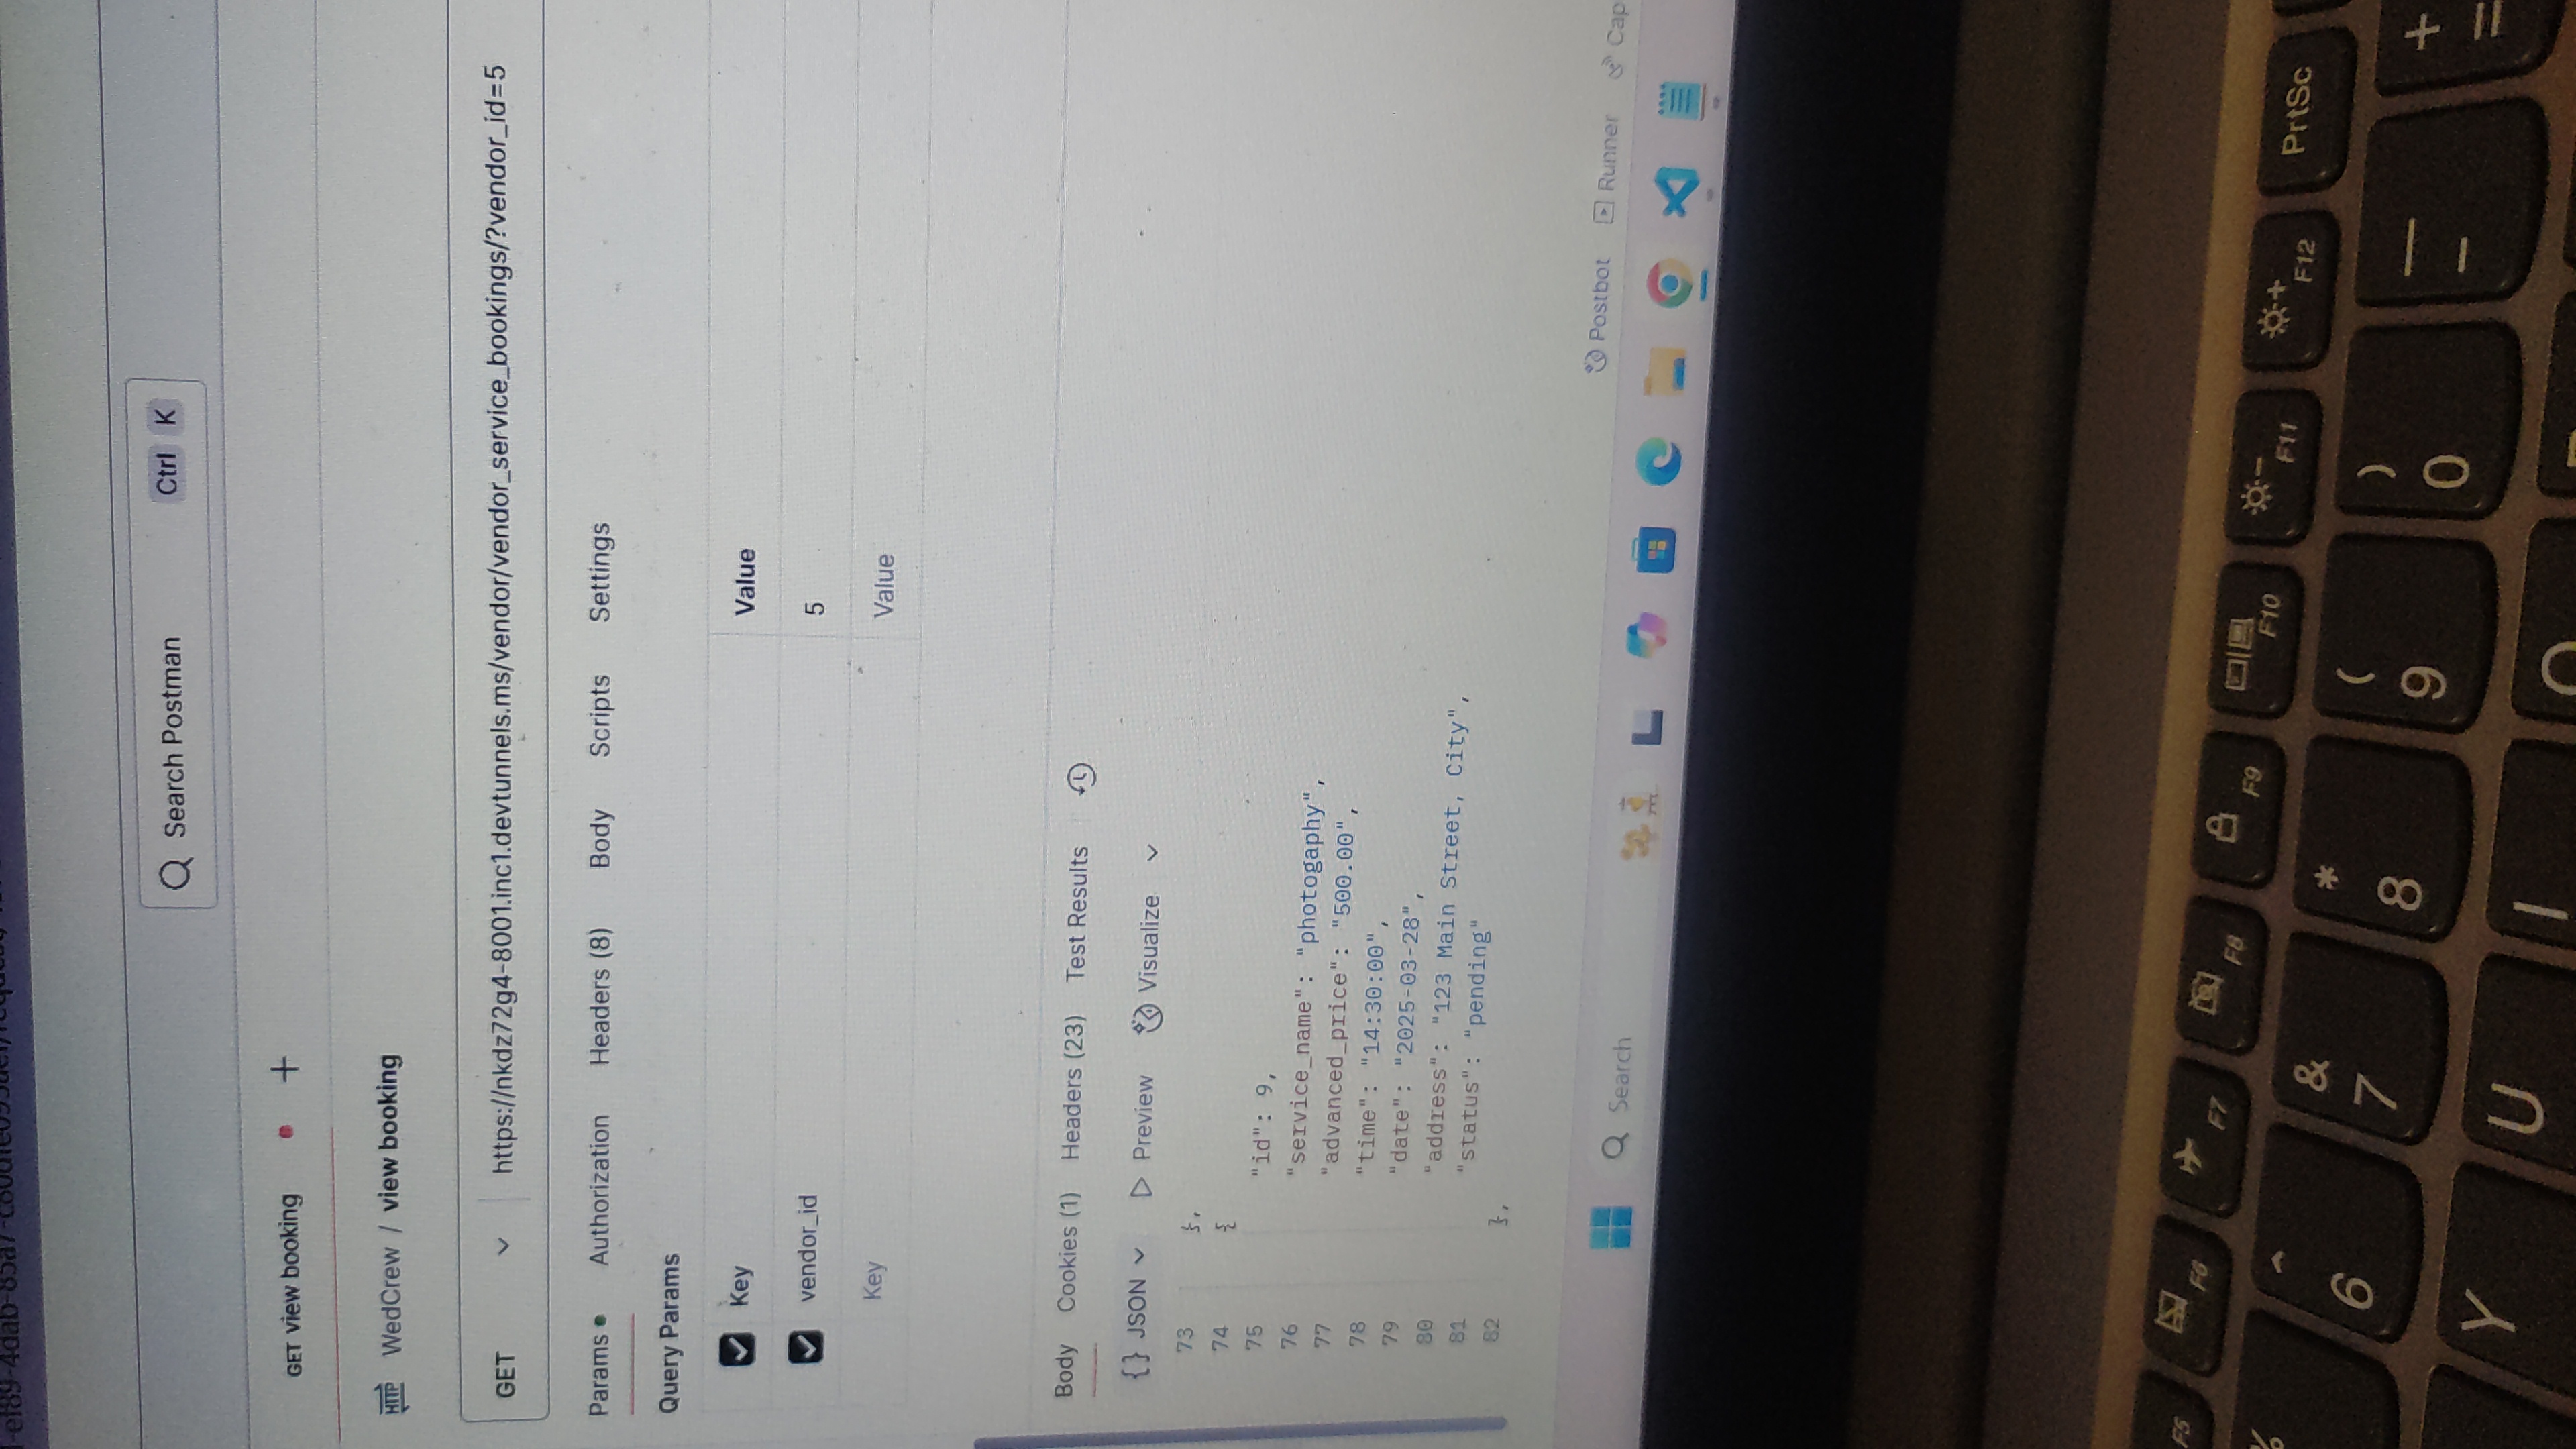 Search Postman Ctrl K
GET view booking
WedCrew / view booking
GET https://nkdz72g4-8001.inc1.devtunnels.ms/vendor/vendor_service_bookings/?vendor_id=5
Params Authorization Headers (8) Body Scripts Settings
Query Params
Key Value
vendor_id 5
Key Value
Body Cookies (1) Headers (23) Test Results
{} JSON Preview Visualize
73 },
74 {
75 "id": 9,
76 "service_name": "photogaphy",
77 "advanced_price": "500.00",
78 "time": "14:30:00",
79 "date": "2025-03-28",
80 "address": "123 Main Street, City",
81 "status": "pending"
82 },
Postbot Runner Cap
Search
F5 F6 F7 F8 F9 F10 F11 F12 PrtSc
% ^ 6 & 7 * 8 ( 9 ) 0 — - + =
Y U I O